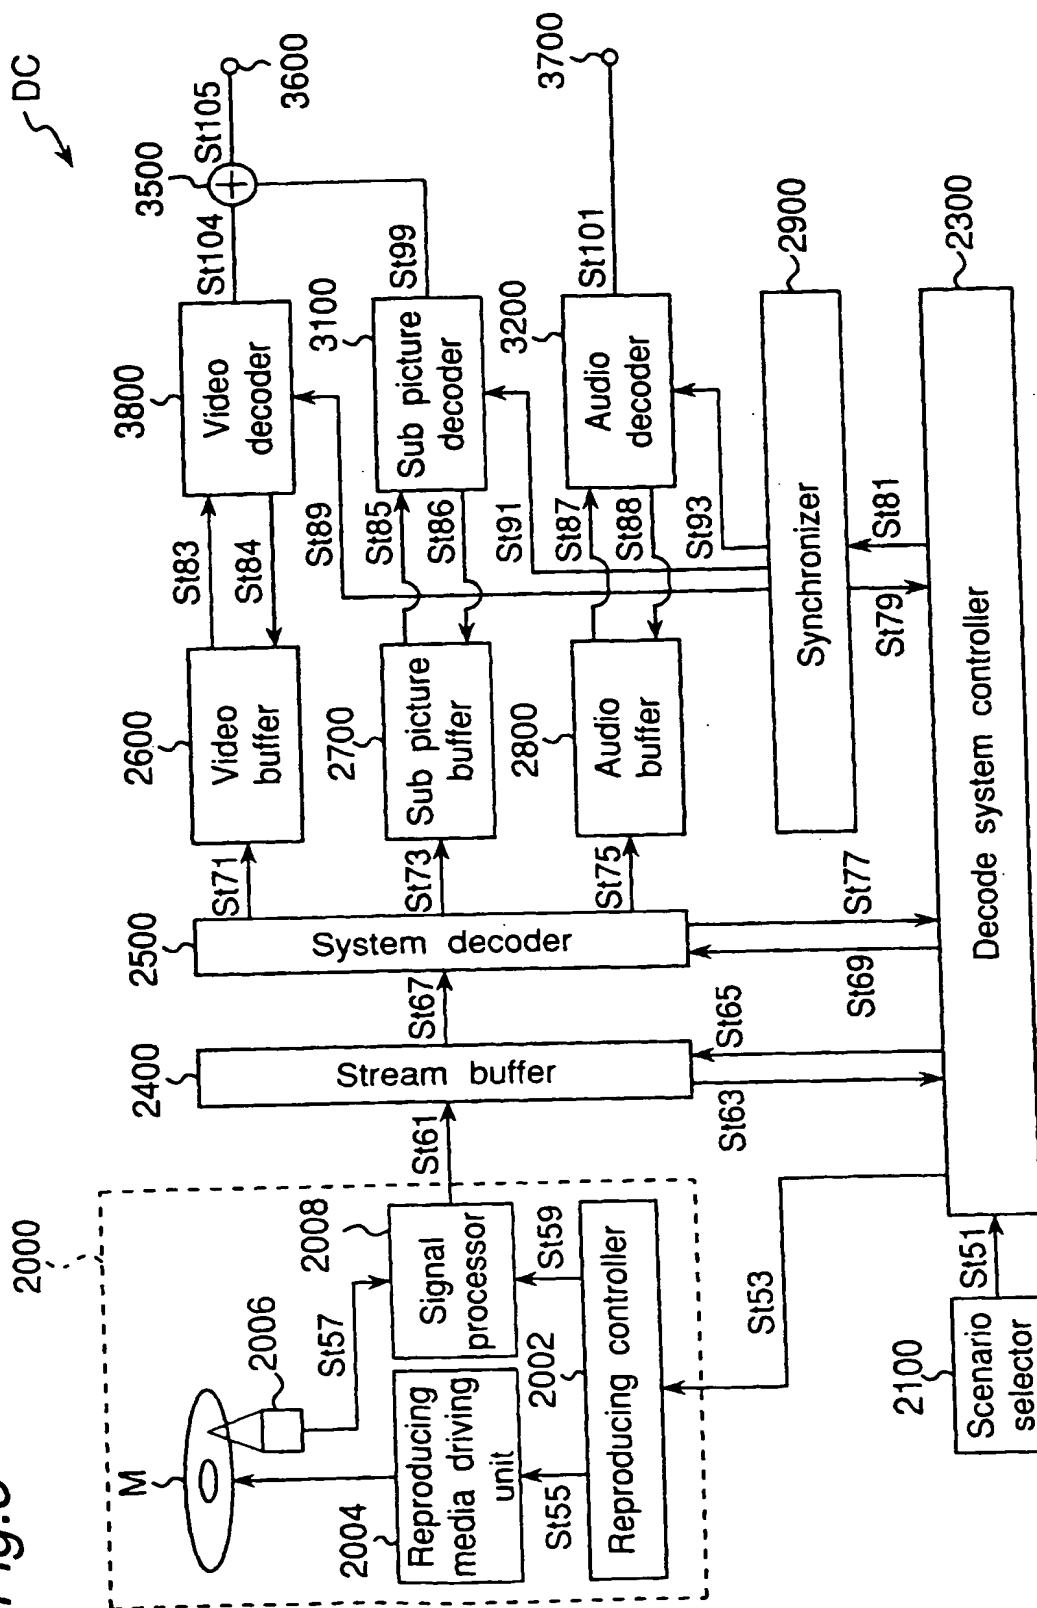 DC
3500
St104
St105
3600
3700
3800
Video
decoder
3100
Sub picture
decoder
St99
3200
Audio
decoder
St101
2900
2300
St83
St84
St89
St85
St86
St91
St87
St88
St93
St81
St79
2600
Video
buffer
2700
Sub picture
buffer
2800
Audio
buffer
Synchronizer
Decode system controller
St71
St73
St75
St77
St69
2500
System decoder
St67
2400
Stream buffer
St65
St63
St61
2000
2008
Signal
processor
2006
St57
St59
M
2004
Reproducing
media driving
unit
2002
Reproducing controller
St55
St53
St51
2100
Scenario
selector